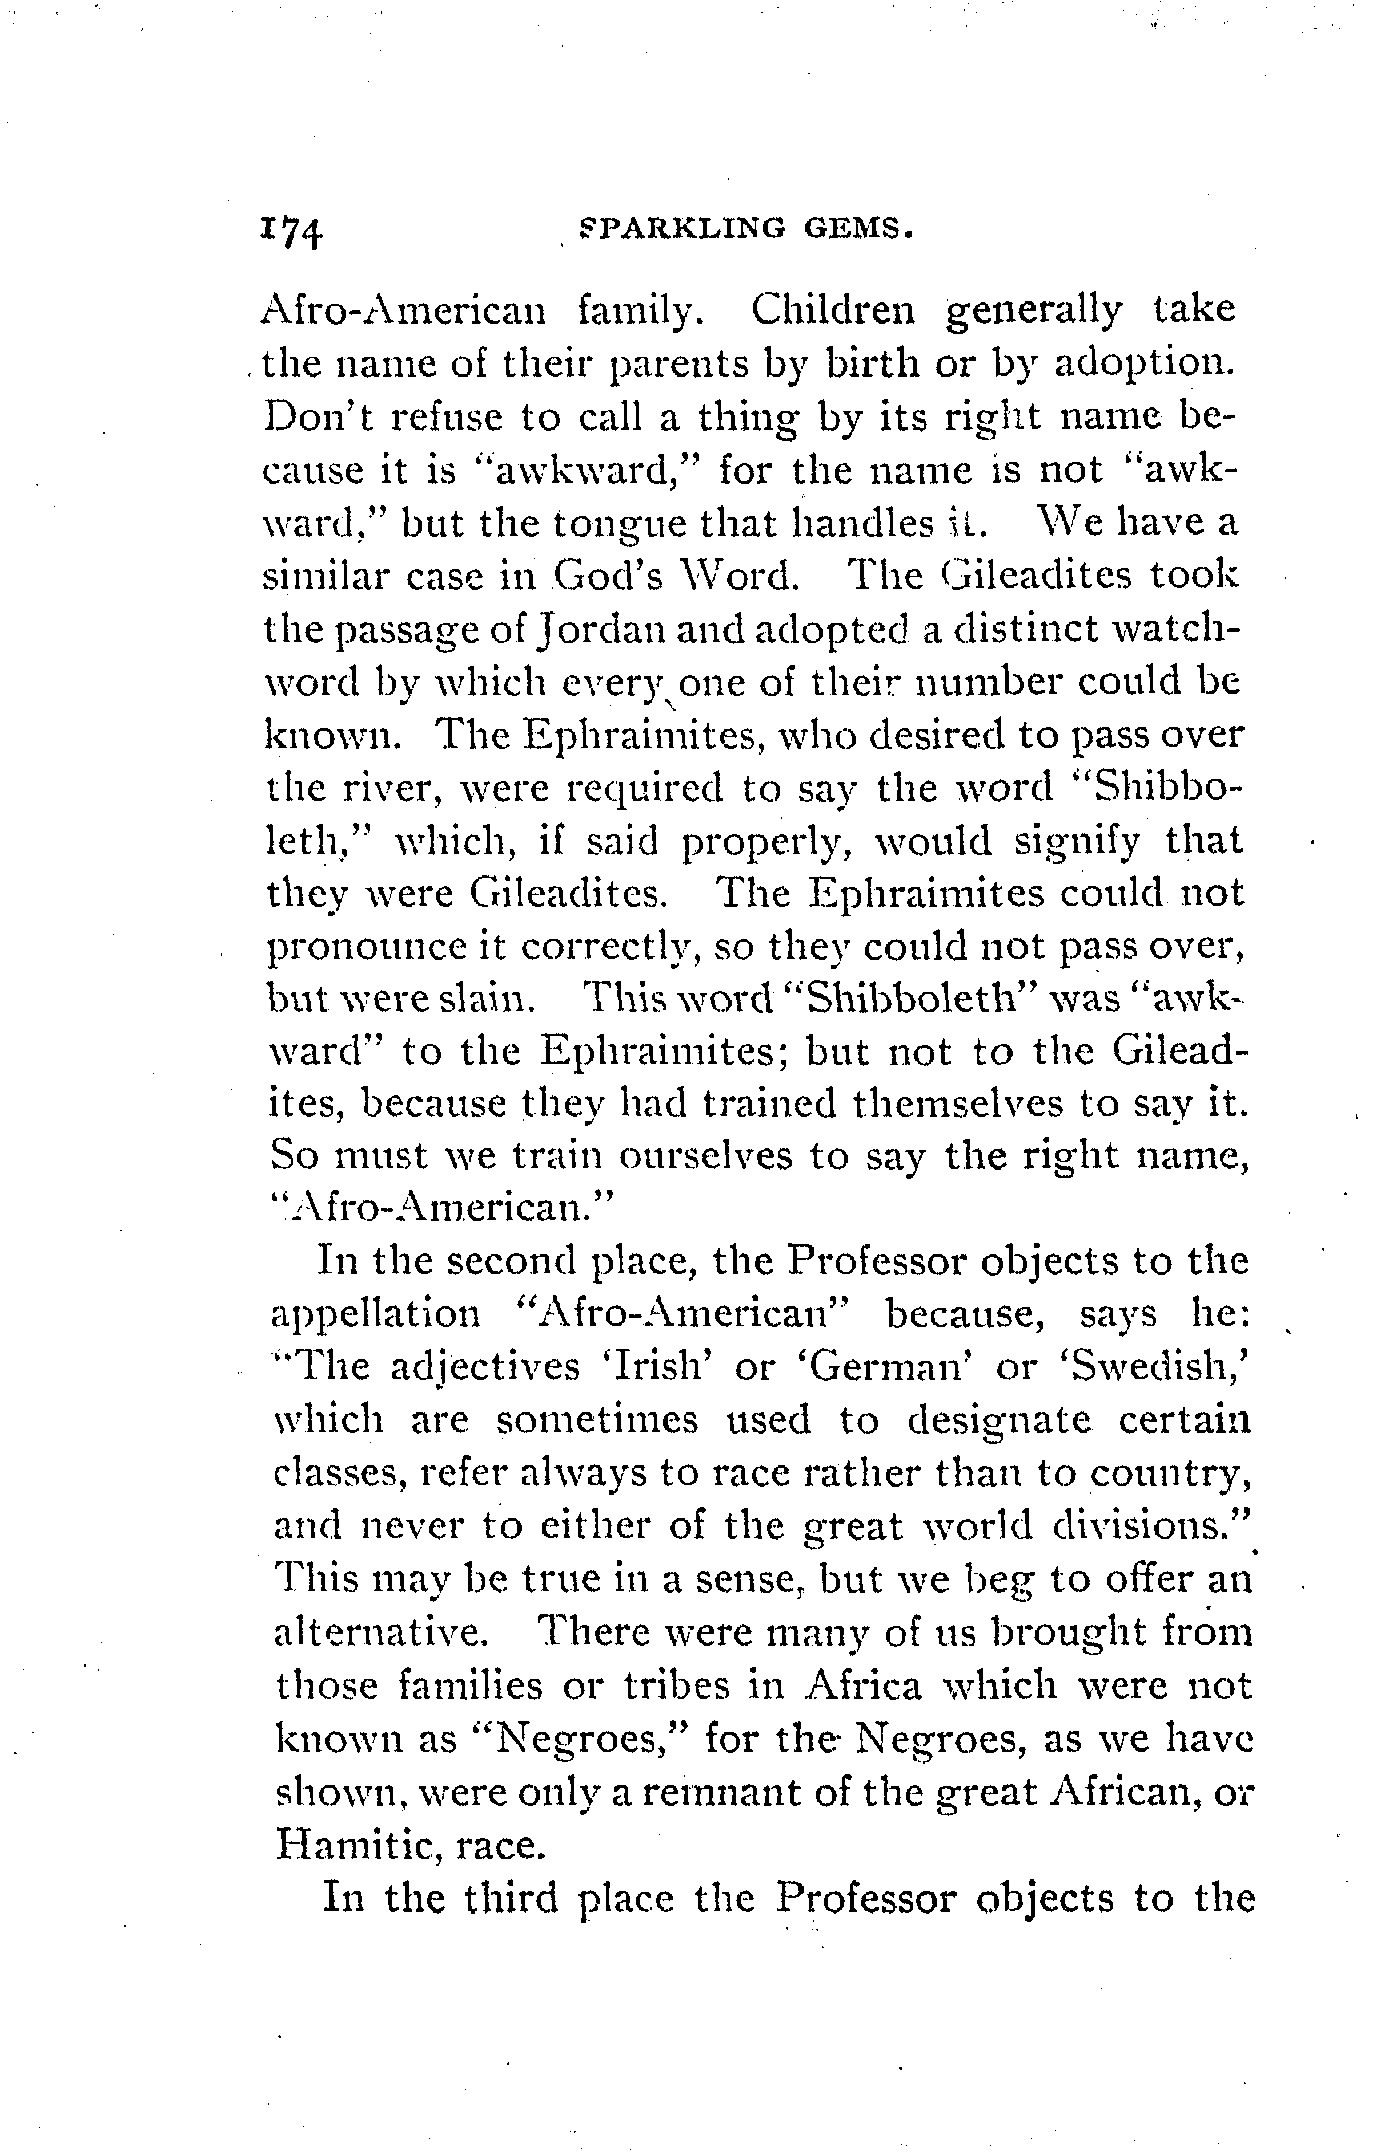 174 SPARKLING GEMS.
Afro-American family. Children generally take
the name of their parents by birth or by adoption.
Don't refuse to call a thing by its right name be-
cause it is "awkward," for the name is not "awk-
ward," but the tongue that handles it. We have a
similar case in God's Word. The Gileadites took
the passage of Jordan and adopted a distinct watch-
word by which every one of their number could be
known. The Ephraimites, who desired to pass over
the river, were required to say the word "Shibbo-
leth," which, if said properly, would signify that
they were Gileadites. The Ephraimites could not
pronounce it correctly, so they could not pass over,
but were slain. This word "Shibboleth" was "awk-
ward" to the Ephraimites; but not to the Gilead-
ites, because they had trained themselves to say it.
So must we train ourselves to say the right name,
"Afro-American."
In the second place, the Professor objects to the
appellation "Afro-American" because, says he:
"The adjectives 'Irish' or 'German' or 'Swedish,'
which are sometimes used to designate certain
classes, refer always to race rather than to country,
and never to either of the great world divisions."
This may be true in a sense, but we beg to offer an
alternative. There were many of us brought from
those families or tribes in Africa which were not
known as "Negroes," for the Negroes, as we have
shown, were only a remnant of the great African, or
Hamitic, race.
In the third place the Professor objects to the